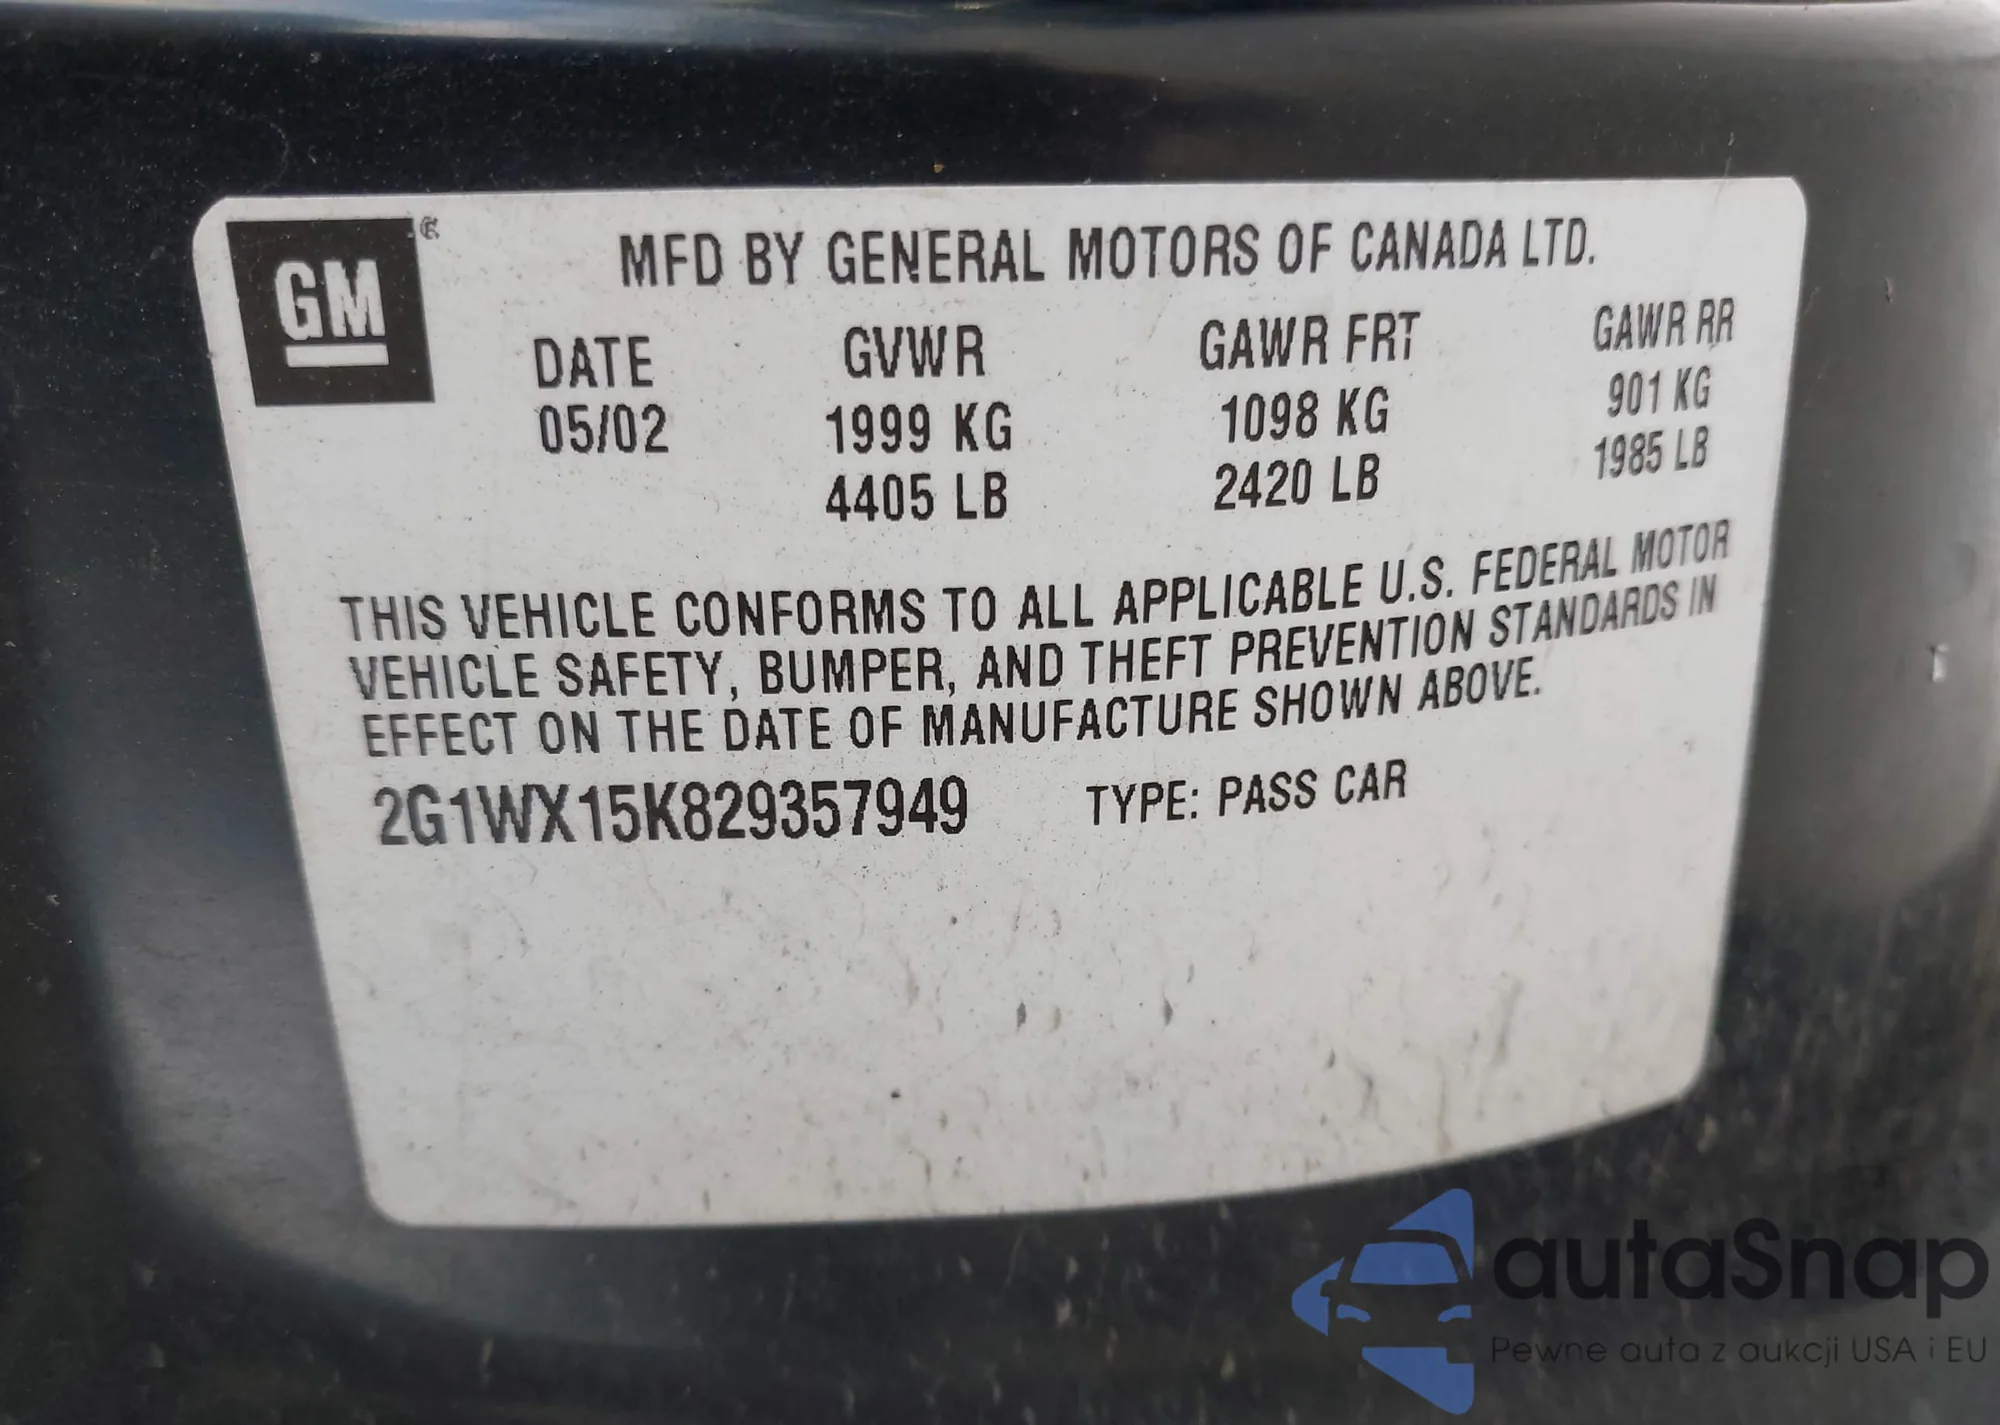 GM
MFD BY GENERAL MOTORS OF CANADA LTD.
DATE GVWR GAWR FRT GAWR RR
05/02 1999 KG 1098 KG 901 KG
4405 LB 2420 LB 1985 LB
THIS VEHICLE CONFORMS TO ALL APPLICABLE U.S. FEDERAL MOTOR
VEHICLE SAFETY, BUMPER, AND THEFT PREVENTION STANDARDS IN
EFFECT ON THE DATE OF MANUFACTURE SHOWN ABOVE.
2G1WX15K829357949 TYPE: PASS CAR
autaSnap
Pewne auta z aukcji USA i EU